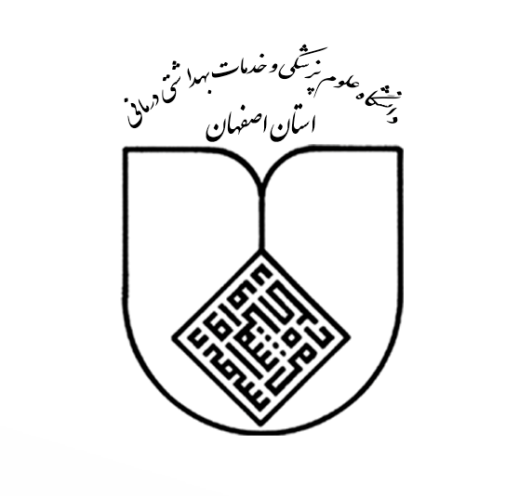 دانشگاه علوم پزشکی و خدمات بهداشتی درمانی
استان اصفهان